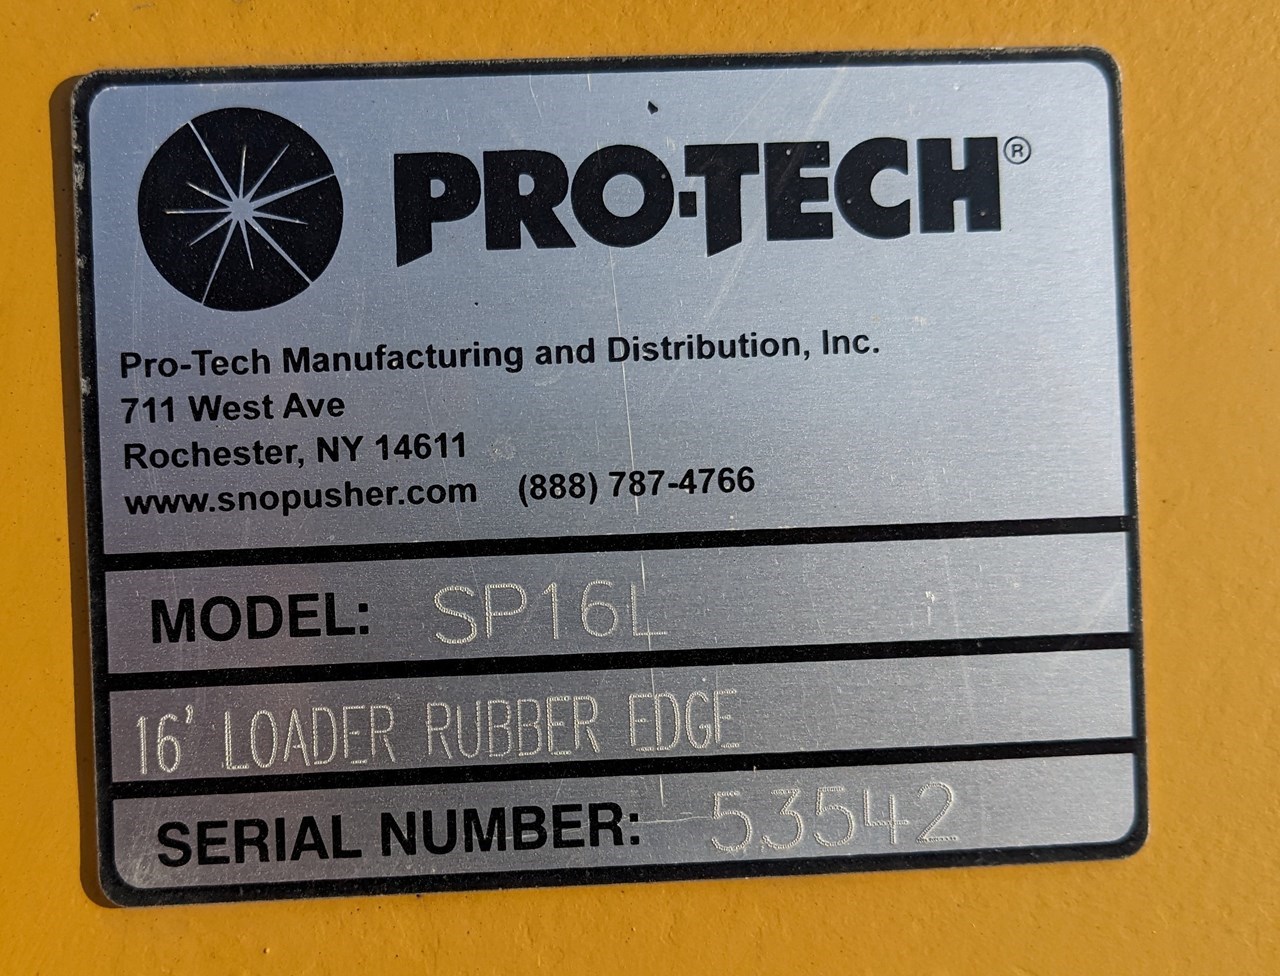 PRO-TECH®
Pro-Tech Manufacturing and Distribution, Inc.
711 West Ave
Rochester, NY 14611
www.snopusher.com (888) 787-4766
MODEL: SP16L
16' LOADER RUBBER EDGE
SERIAL NUMBER: 53542